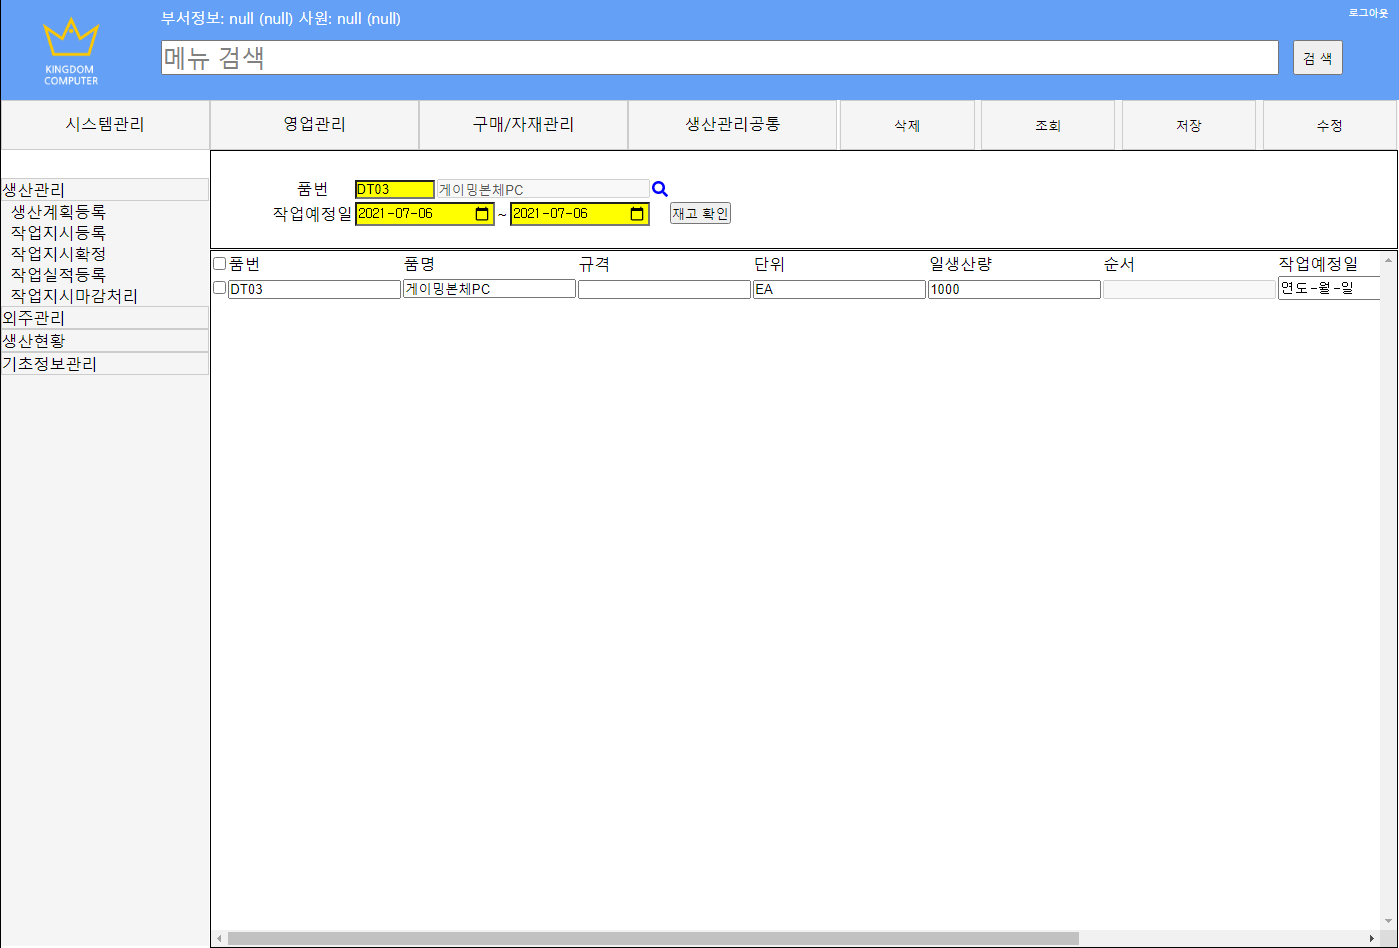 부서정보: null (null) 사원: null (null)
로그아웃
KINGDOM
COMPUTER
메뉴 검색
검 색
시스템관리 영업관리 구매/자재관리 생산관리공통 삭제 조회 저장 수정
생산관리
생산계획등록
작업지시등록
작업지시확정
작업실적등록
작업지시마감처리
외주관리
생산현황
기초정보관리
품번 DT03 게이밍본체PC
작업예정일 2021-07-06 ~ 2021-07-06 재고 확인
품번 품명 규격 단위 일생산량 순서 작업예정일
DT03 게이밍본체PC EA 1000 연도-월-일